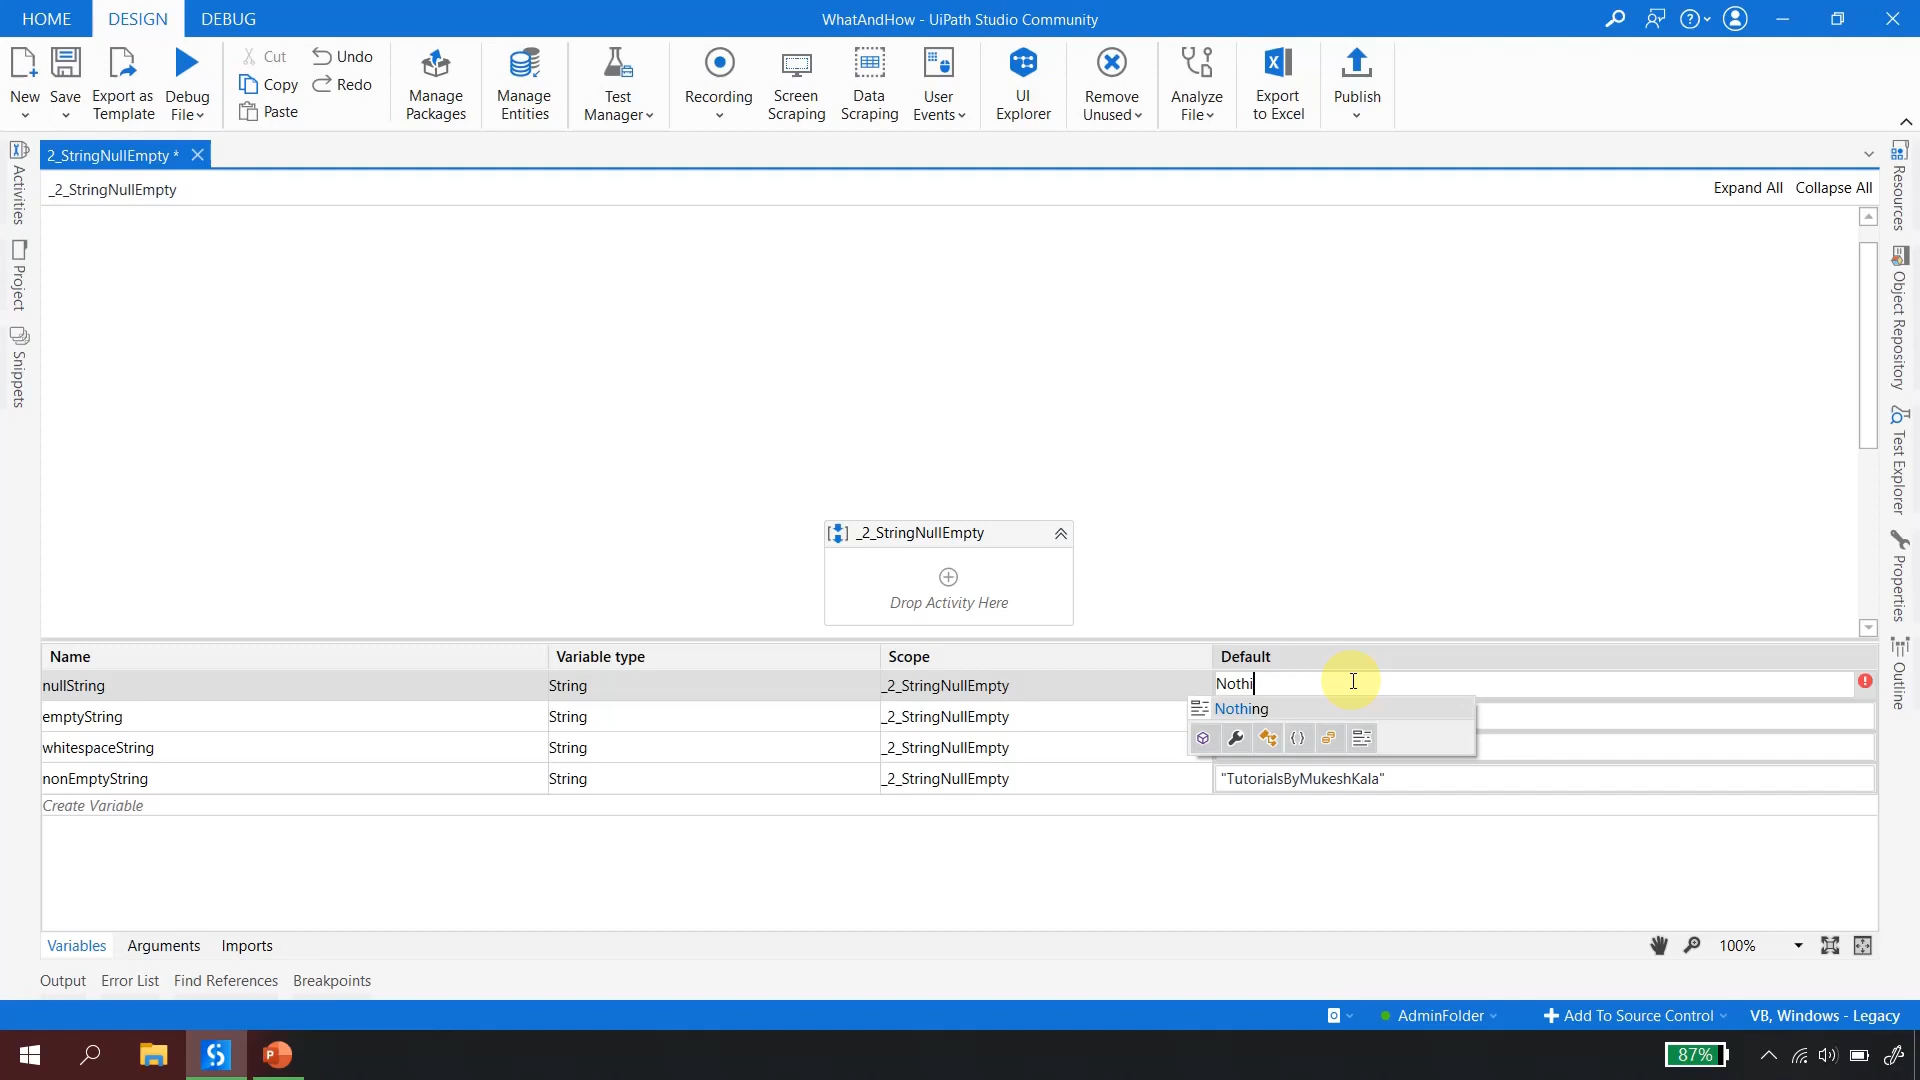 HOME DESIGN DEBUG WhatAndHow - UiPath Studio Community
New Save Export as Template Debug File Cut Copy Paste Undo Redo Manage Packages Manage Entities Test Manager Recording Screen Scraping Data Scraping User Events UI Explorer Remove Unused Analyze File Export to Excel Publish
2_StringNullEmpty *
_2_StringNullEmpty Expand All Collapse All
Activities
Project
Snippets
Resources
Object Repository
Test Explorer
Properties
Outline
_2_StringNullEmpty
Drop Activity Here
Name Variable type Scope Default
nullString String _2_StringNullEmpty Nothi
Nothing
emptyString String _2_StringNullEmpty
whitespaceString String _2_StringNullEmpty
nonEmptyString String _2_StringNullEmpty "TutorialsByMukeshKala"
Create Variable
Variables Arguments Imports 100%
Output Error List Find References Breakpoints
AdminFolder Add To Source Control VB, Windows - Legacy
87%